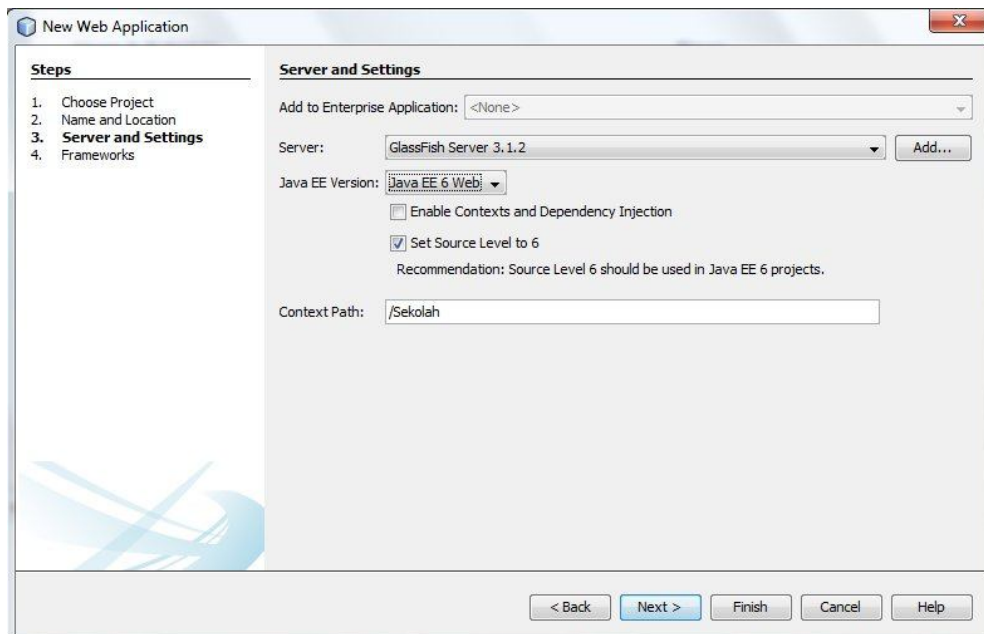 New Web Application
Steps
1. Choose Project
2. Name and Location
3. Server and Settings
4. Frameworks
Server and Settings
Add to Enterprise Application: <None>
Server: GlassFish Server 3.1.2 Add...
Java EE Version: Java EE 6 Web
Enable Contexts and Dependency Injection
Set Source Level to 6
Recommendation: Source Level 6 should be used in Java EE 6 projects.
Context Path: /Sekolah
< Back Next > Finish Cancel Help